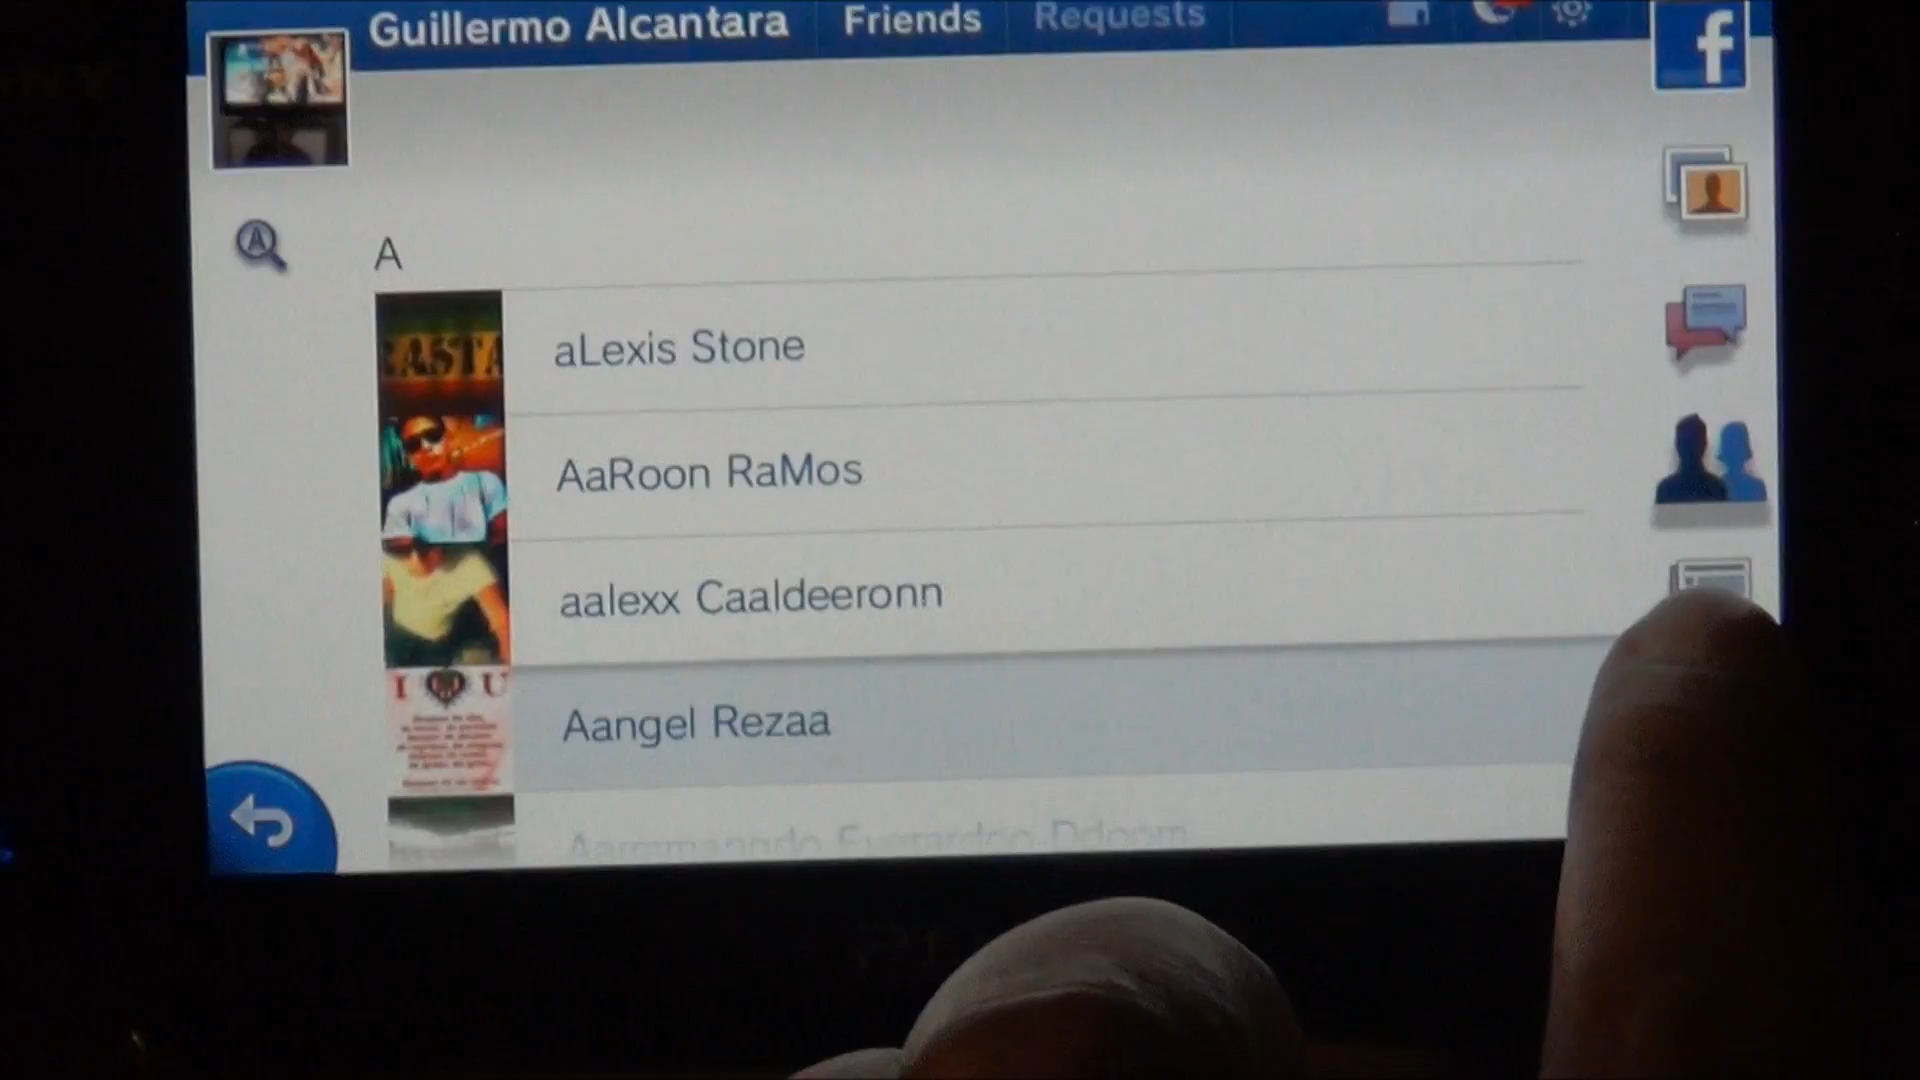 Guillermo Alcantara Friends Requests
f
A
aLexis Stone
AaRoon RaMos
aalexx Caaldeeronn
I U
Aangel Rezaa